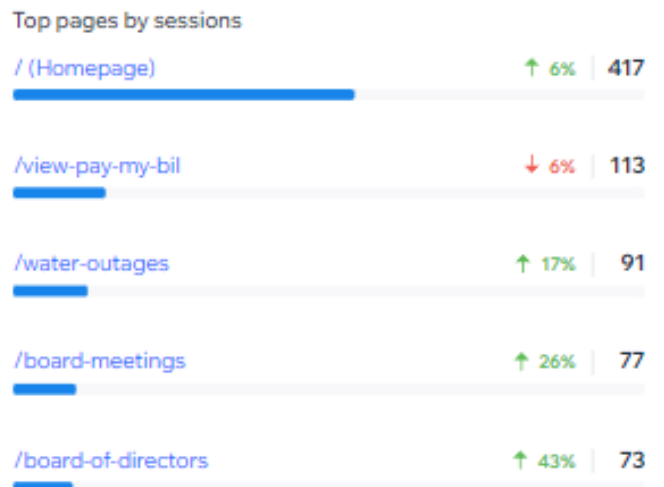 Top pages by sessions
/ (Homepage) ↑ 6% 417
/view-pay-my-bil ↓ 6% 113
/water-outages ↑ 17% 91
/board-meetings ↑ 26% 77
/board-of-directors ↑ 43% 73